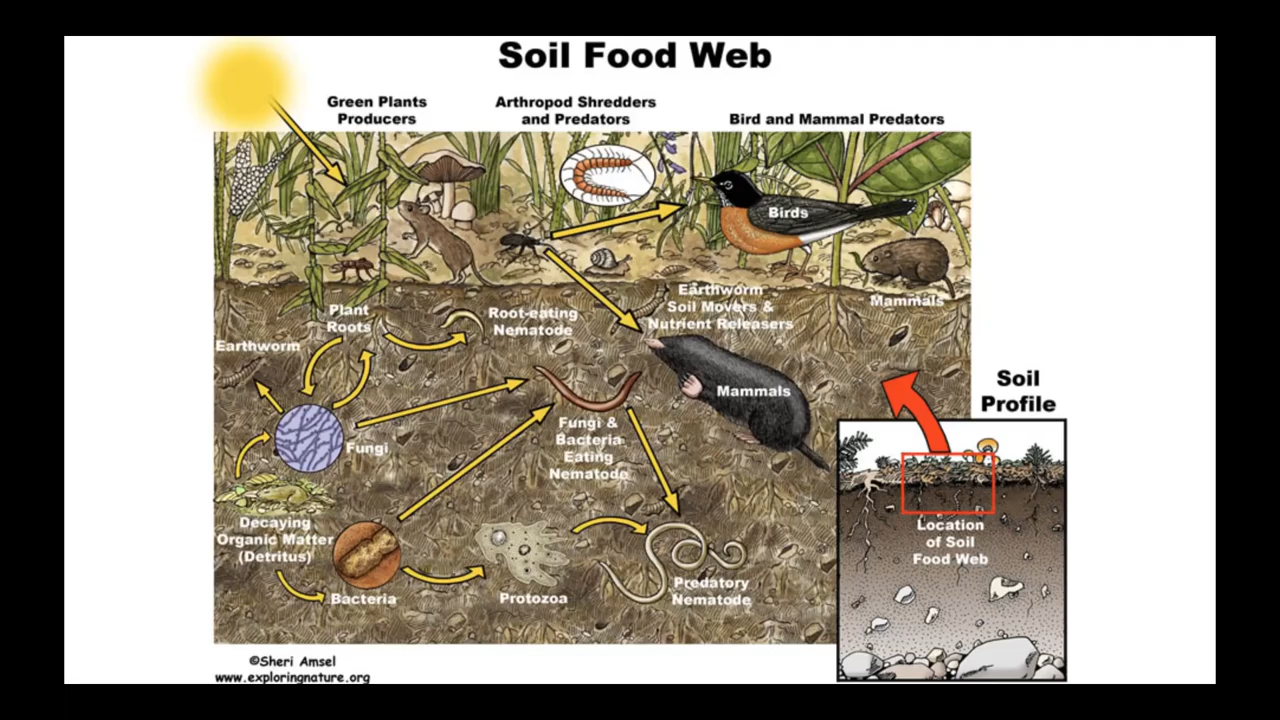 Soil Food Web
Green Plants
Producers
Arthropod Shredders
and Predators
Bird and Mammal Predators
Birds
Mammals
Earthworm
Soil Movers &
Nutrient Releasers
Plant
Roots
Root-eating
Nematode
Earthworm
Mammals
Fungi
Fungi &
Bacteria
Eating
Nematode
Decaying
Organic Matter
(Detritus)
Bacteria
Protozoa
Predatory
Nematode
Soil
Profile
Location
of Soil
Food Web
©Sheri Amsel
www.exploringnature.org